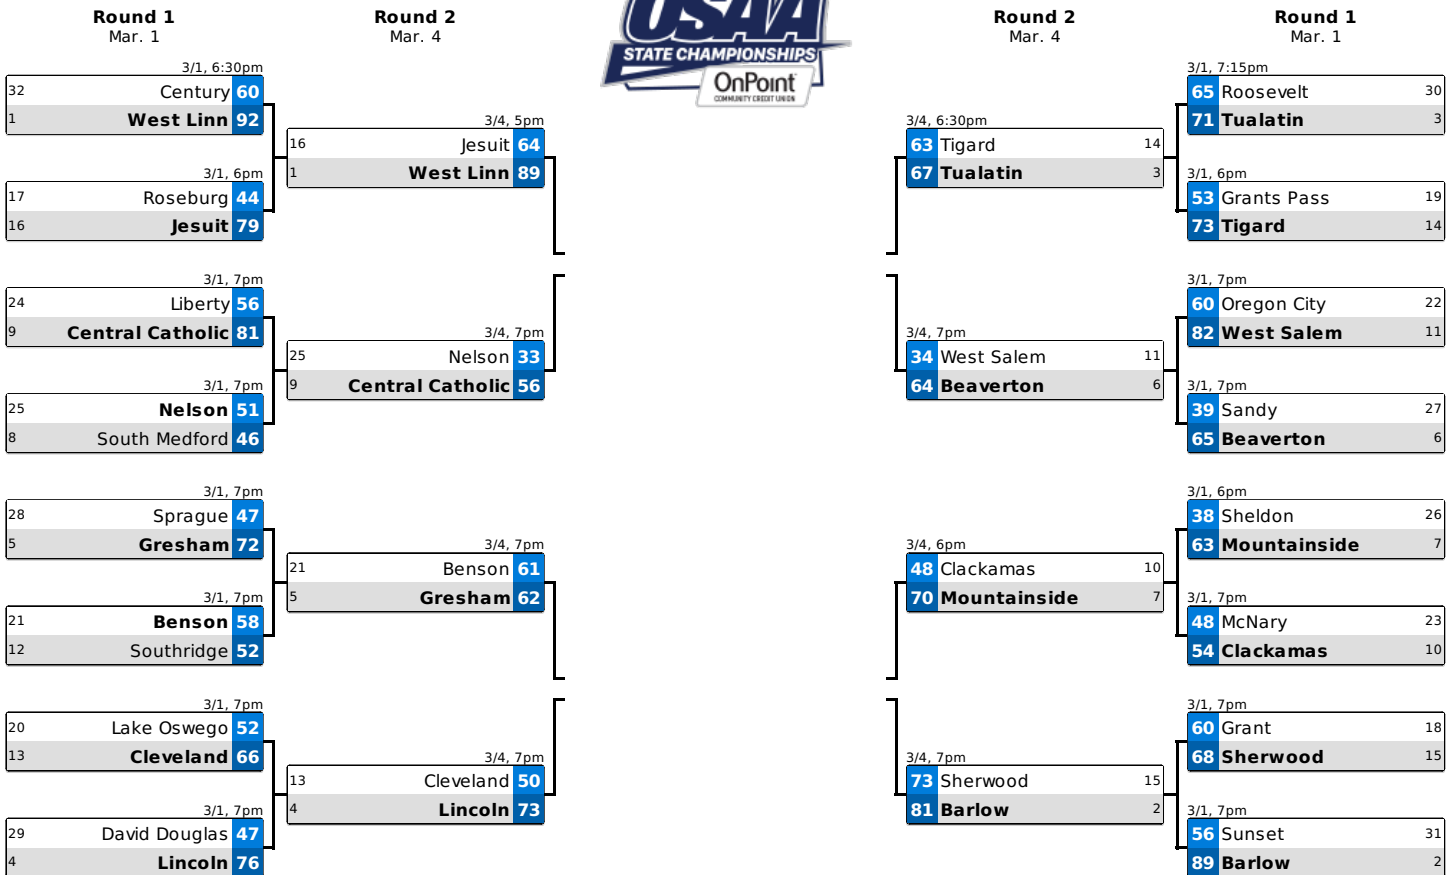 Round 1
Mar. 1
Round 2
Mar. 4
USAA
STATE CHAMPIONSHIPS
OnPoint
COMMUNITY CREDIT UNION
Round 2
Mar. 4
Round 1
Mar. 1
3/1, 6:30pm
32 Century 60
1 West Linn 92
3/1, 6pm
17 Roseburg 44
16 Jesuit 79
3/1, 7pm
24 Liberty 56
9 Central Catholic 81
3/1, 7pm
25 Nelson 51
8 South Medford 46
3/1, 7pm
28 Sprague 47
5 Gresham 72
3/1, 7pm
21 Benson 58
12 Southridge 52
3/1, 7pm
20 Lake Oswego 52
13 Cleveland 66
3/1, 7pm
29 David Douglas 47
4 Lincoln 76
3/4, 5pm
16 Jesuit 64
1 West Linn 89
3/4, 7pm
25 Nelson 33
9 Central Catholic 56
3/4, 7pm
21 Benson 61
5 Gresham 62
3/4, 7pm
13 Cleveland 50
4 Lincoln 73
3/4, 6:30pm
63 Tigard 14
67 Tualatin 3
3/4, 7pm
34 West Salem 11
64 Beaverton 6
3/4, 6pm
48 Clackamas 10
70 Mountainside 7
3/4, 7pm
73 Sherwood 15
81 Barlow 2
3/1, 7:15pm
65 Roosevelt 30
71 Tualatin 3
3/1, 6pm
53 Grants Pass 19
73 Tigard 14
3/1, 7pm
60 Oregon City 22
82 West Salem 11
3/1, 7pm
39 Sandy 27
65 Beaverton 6
3/1, 6pm
38 Sheldon 26
63 Mountainside 7
3/1, 7pm
48 McNary 23
54 Clackamas 10
3/1, 7pm
60 Grant 18
68 Sherwood 15
3/1, 7pm
56 Sunset 31
89 Barlow 2